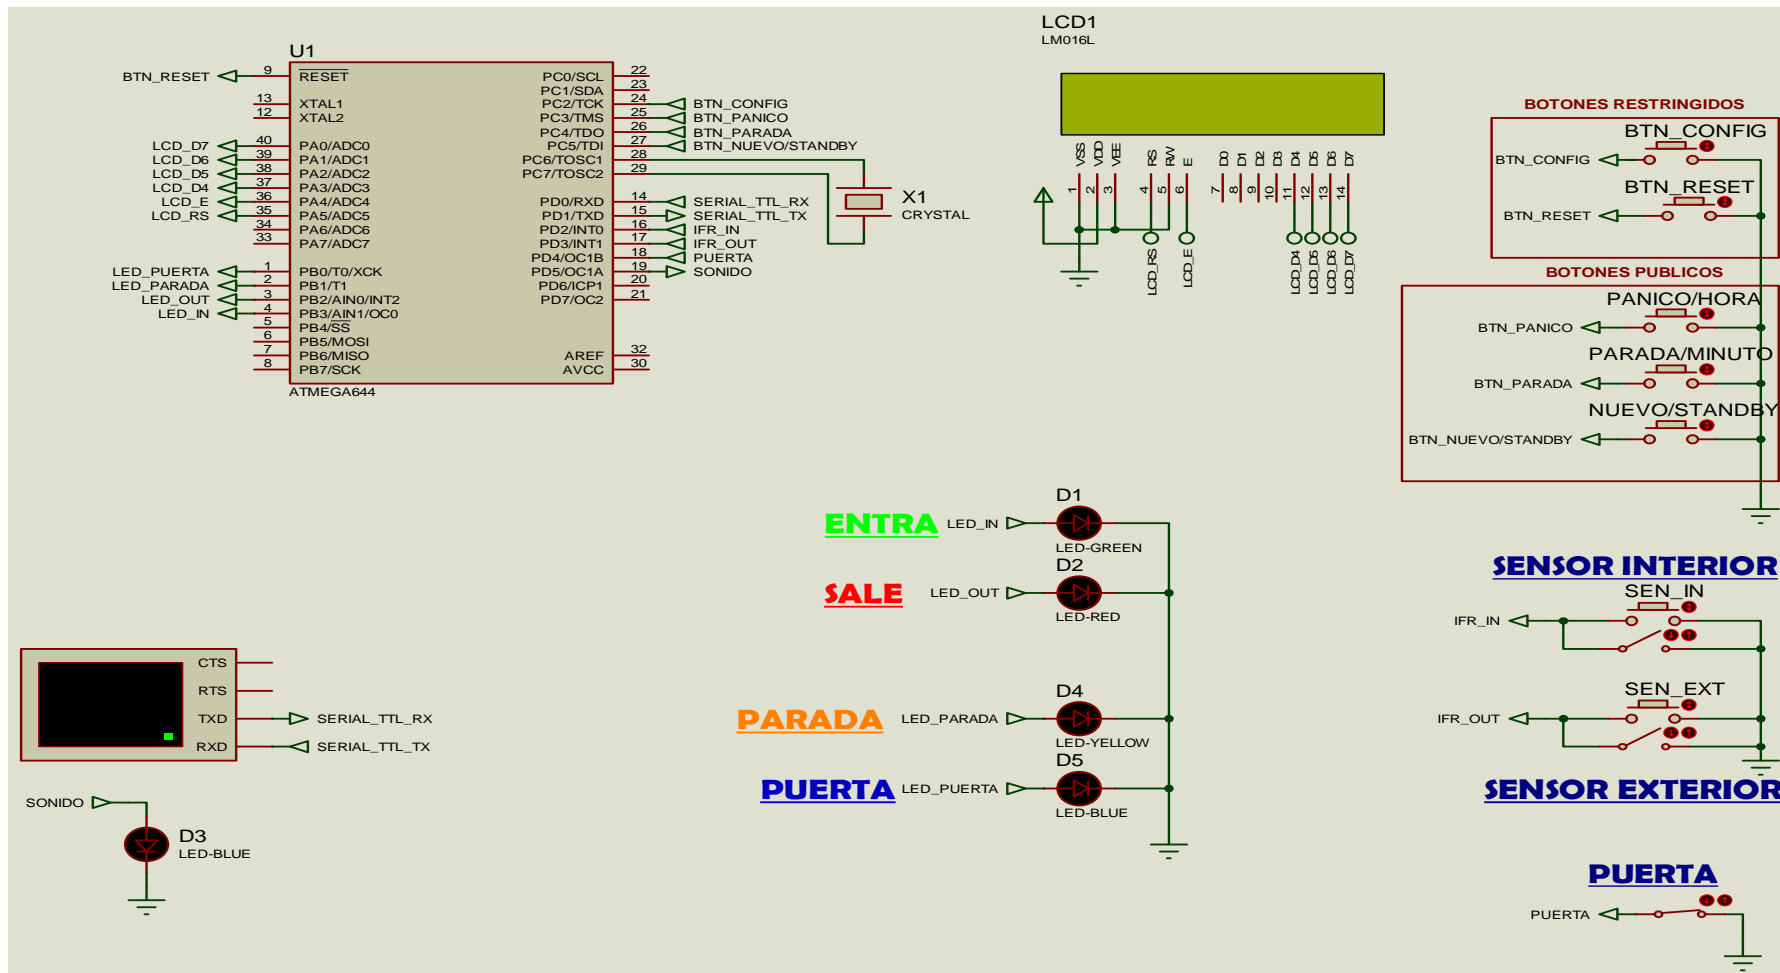 U1
BTN_RESET 9 RESET
13 XTAL1
12 XTAL2
LCD_D7 40 PA0/ADC0
LCD_D6 39 PA1/ADC1
LCD_D5 38 PA2/ADC2
LCD_D4 37 PA3/ADC3
LCD_E 36 PA4/ADC4
LCD_RS 35 PA5/ADC5
34 PA6/ADC6
33 PA7/ADC7
LED_PUERTA 1 PB0/T0/XCK
LED_PARADA 2 PB1/T1
LED_OUT 3 PB2/AIN0/INT2
LED_IN 4 PB3/AIN1/OC0
5 PB4/SS
6 PB5/MOSI
7 PB6/MISO
8 PB7/SCK
PC0/SCL 22
PC1/SDA 23
PC2/TCK 24 BTN_CONFIG
PC3/TMS 25 BTN_PANICO
PC4/TDO 26 BTN_PARADA
PC5/TDI 27 BTN_NUEVO/STANDBY
PC6/TOSC1 28
PC7/TOSC2 29
PD0/RXD 14 SERIAL_TTL_RX
PD1/TXD 15 SERIAL_TTL_TX
PD2/INT0 16 IFR_IN
PD3/INT1 17 IFR_OUT
PD4/OC1B 18 PUERTA
PD5/OC1A 19 SONIDO
PD6/ICP1 20
PD7/OC2 21
AREF 32
AVCC 30
ATMEGA644
X1
CRYSTAL
LCD1
LM016L
VSS VDD VEE RS RW E D0 D1 D2 D3 D4 D5 D6 D7
1 2 3 4 5 6 7 8 9 10 11 12 13 14
LCD_RS LCD_E LCD_D4 LCD_D5 LCD_D6 LCD_D7
BOTONES RESTRINGIDOS
BTN_CONFIG
BTN_CONFIG
BTN_RESET
BTN_RESET
BOTONES PUBLICOS
PANICO/HORA
BTN_PANICO
PARADA/MINUTO
BTN_PARADA
NUEVO/STANDBY
BTN_NUEVO/STANDBY
D1
ENTRA LED_IN
LED-GREEN
D2
SALE LED_OUT
LED-RED
D4
PARADA LED_PARADA
LED-YELLOW
D5
PUERTA LED_PUERTA
LED-BLUE
SENSOR INTERIOR
SEN_IN
IFR_IN
SEN_EXT
IFR_OUT
SENSOR EXTERIOR
PUERTA
PUERTA
CTS
RTS
TXD SERIAL_TTL_RX
RXD SERIAL_TTL_TX
SONIDO
D3
LED-BLUE